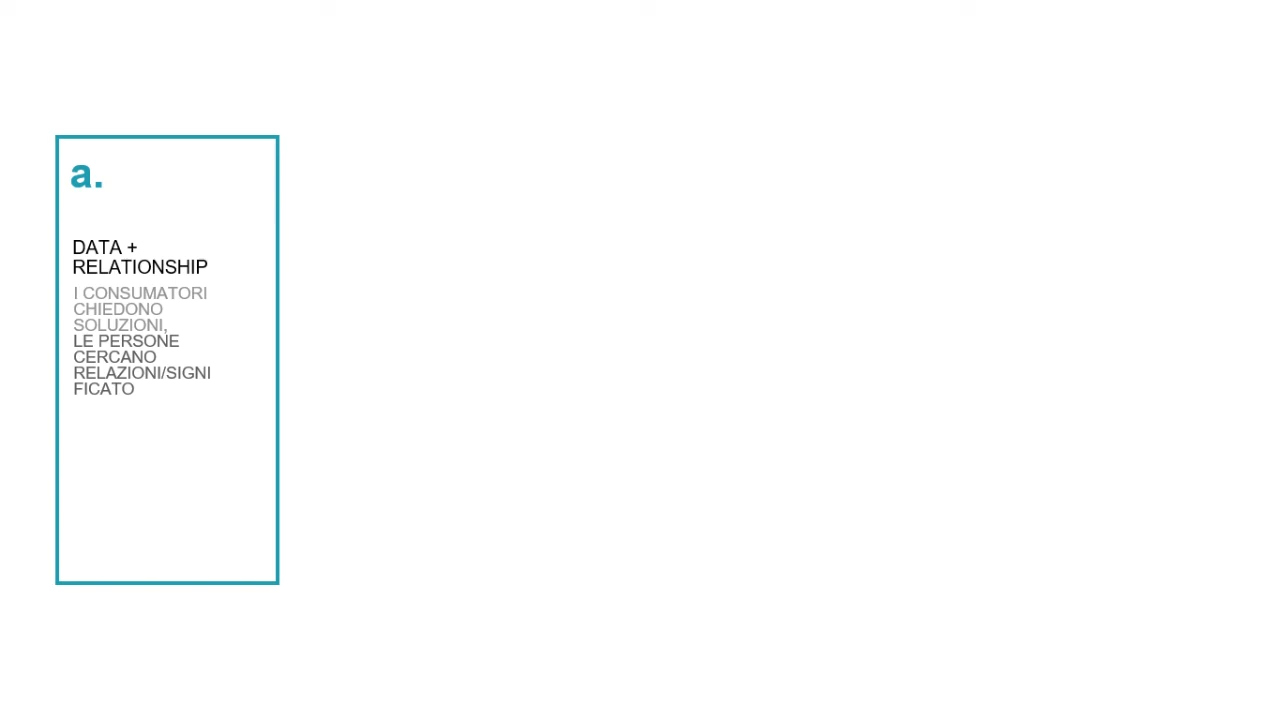 a.
DATA +
RELATIONSHIP
I CONSUMATORI
CHIEDONO
SOLUZIONI,
LE PERSONE
CERCANO
RELAZIONI/SIGNI
FICATO